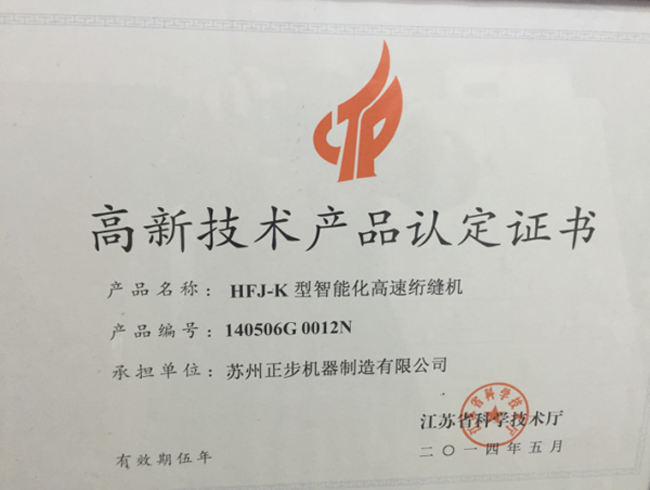 高新技术产品认定证书
产品名称：HFJ-K 型智能化高速绗缝机
产品编号：140506G 0012N
承担单位：苏州正步机器制造有限公司
江苏省科学技术厅
二〇一四年五月
有效期伍年